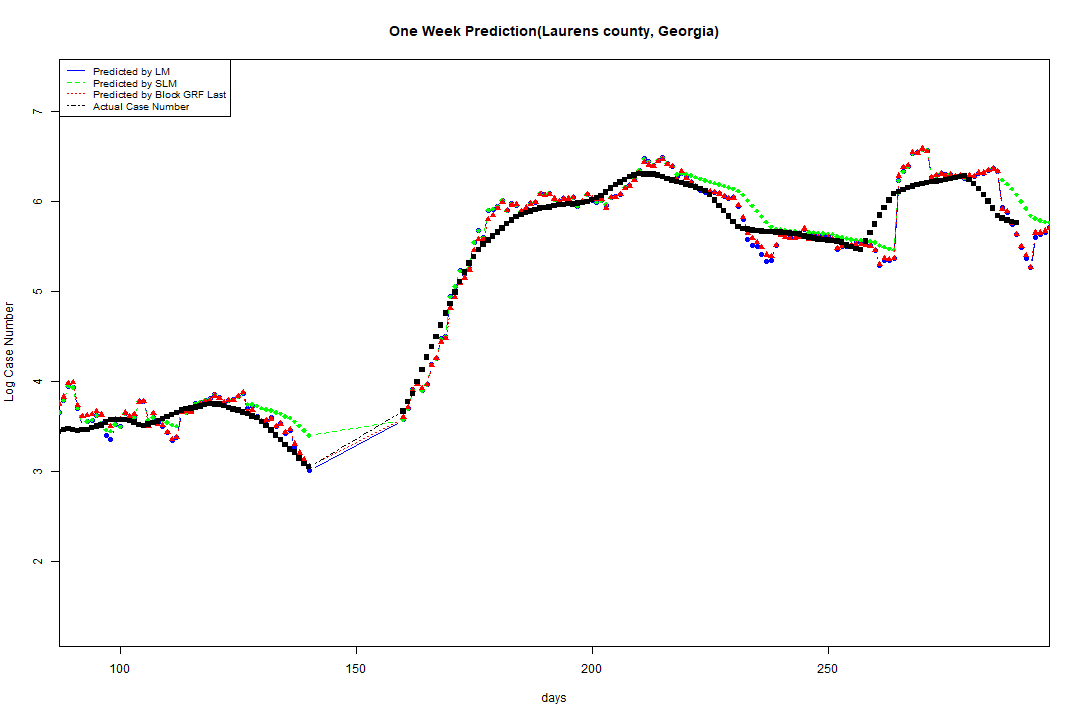 One Week Prediction(Laurens county, Georgia)
Predicted by LM
Predicted by SLM
Predicted by Block GRF Last
Actual Case Number
7
6
5
4
3
2
Log Case Number
100 150 200 250
days